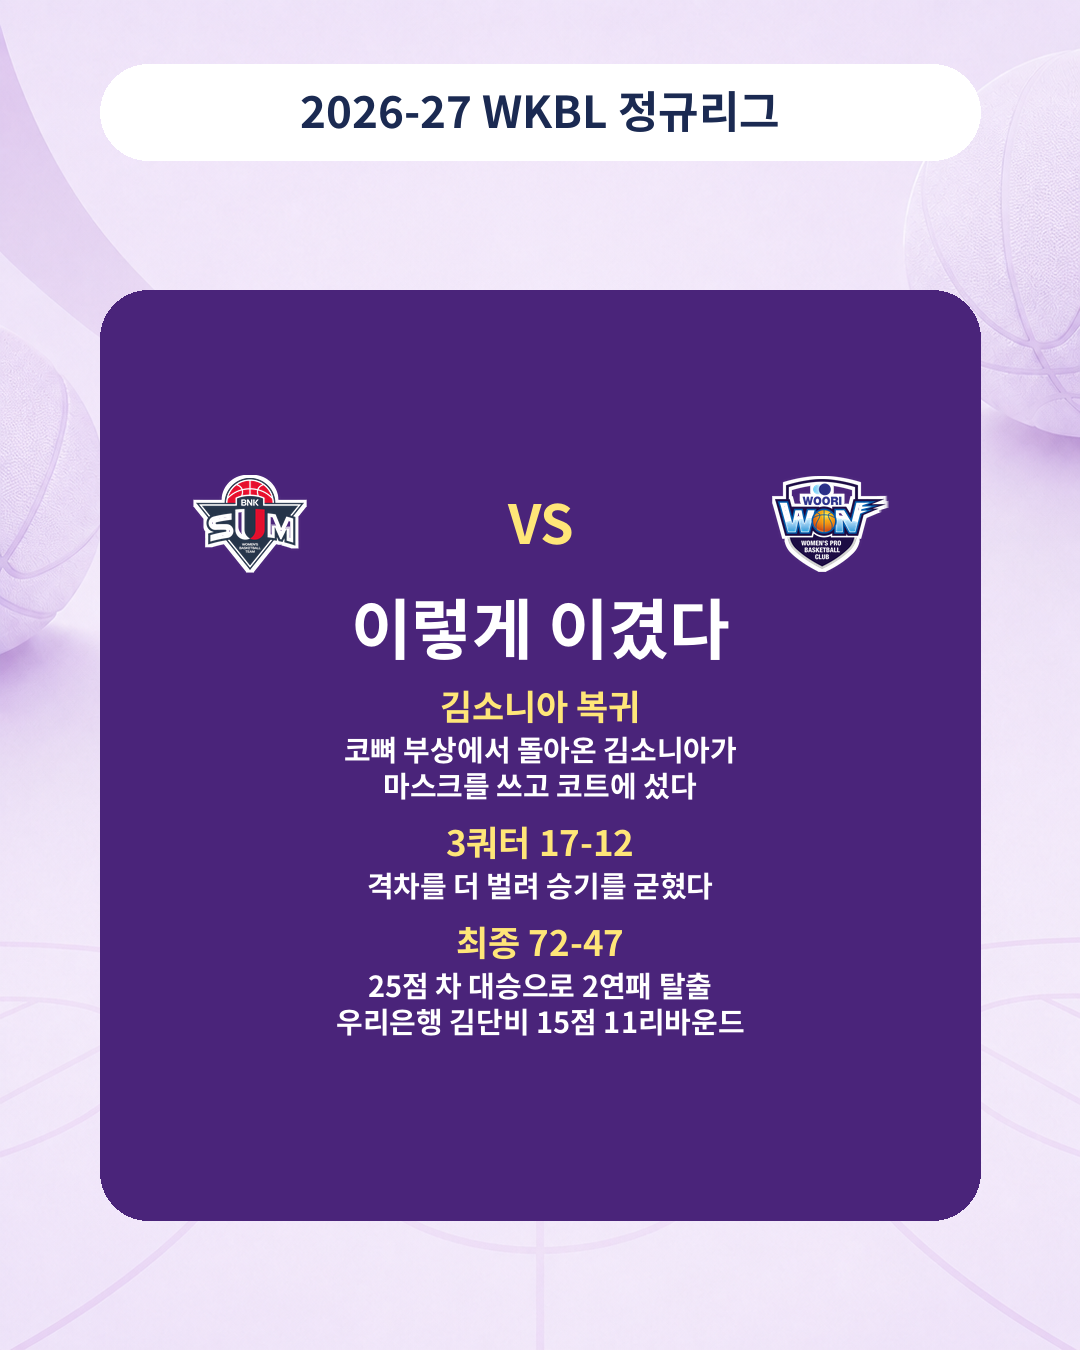 2026-27 WKBL 정규리그
BNK
SUM
WOMEN'S
BASKETBALL
TEAM
VS
WOORI
WON
WOMEN'S PRO
BASKETBALL
CLUB
이렇게 이겼다
김소니아 복귀
코뼈 부상에서 돌아온 김소니아가
마스크를 쓰고 코트에 섰다
3쿼터 17-12
격차를 더 벌려 승기를 굳혔다
최종 72-47
25점 차 대승으로 2연패 탈출
우리은행 김단비 15점 11리바운드